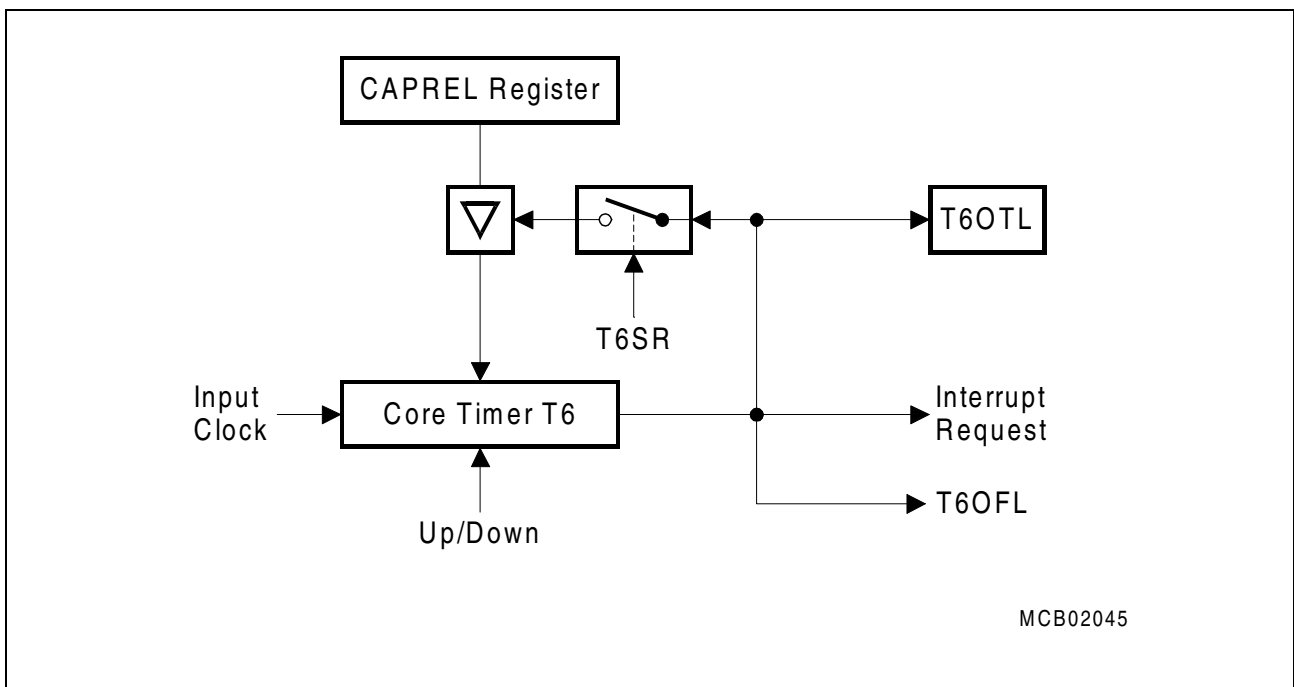 CAPREL Register
T6OTL
T6SR
Input
Clock
Core Timer T6
Interrupt
Request
T6OFL
Up/Down
MCB02045